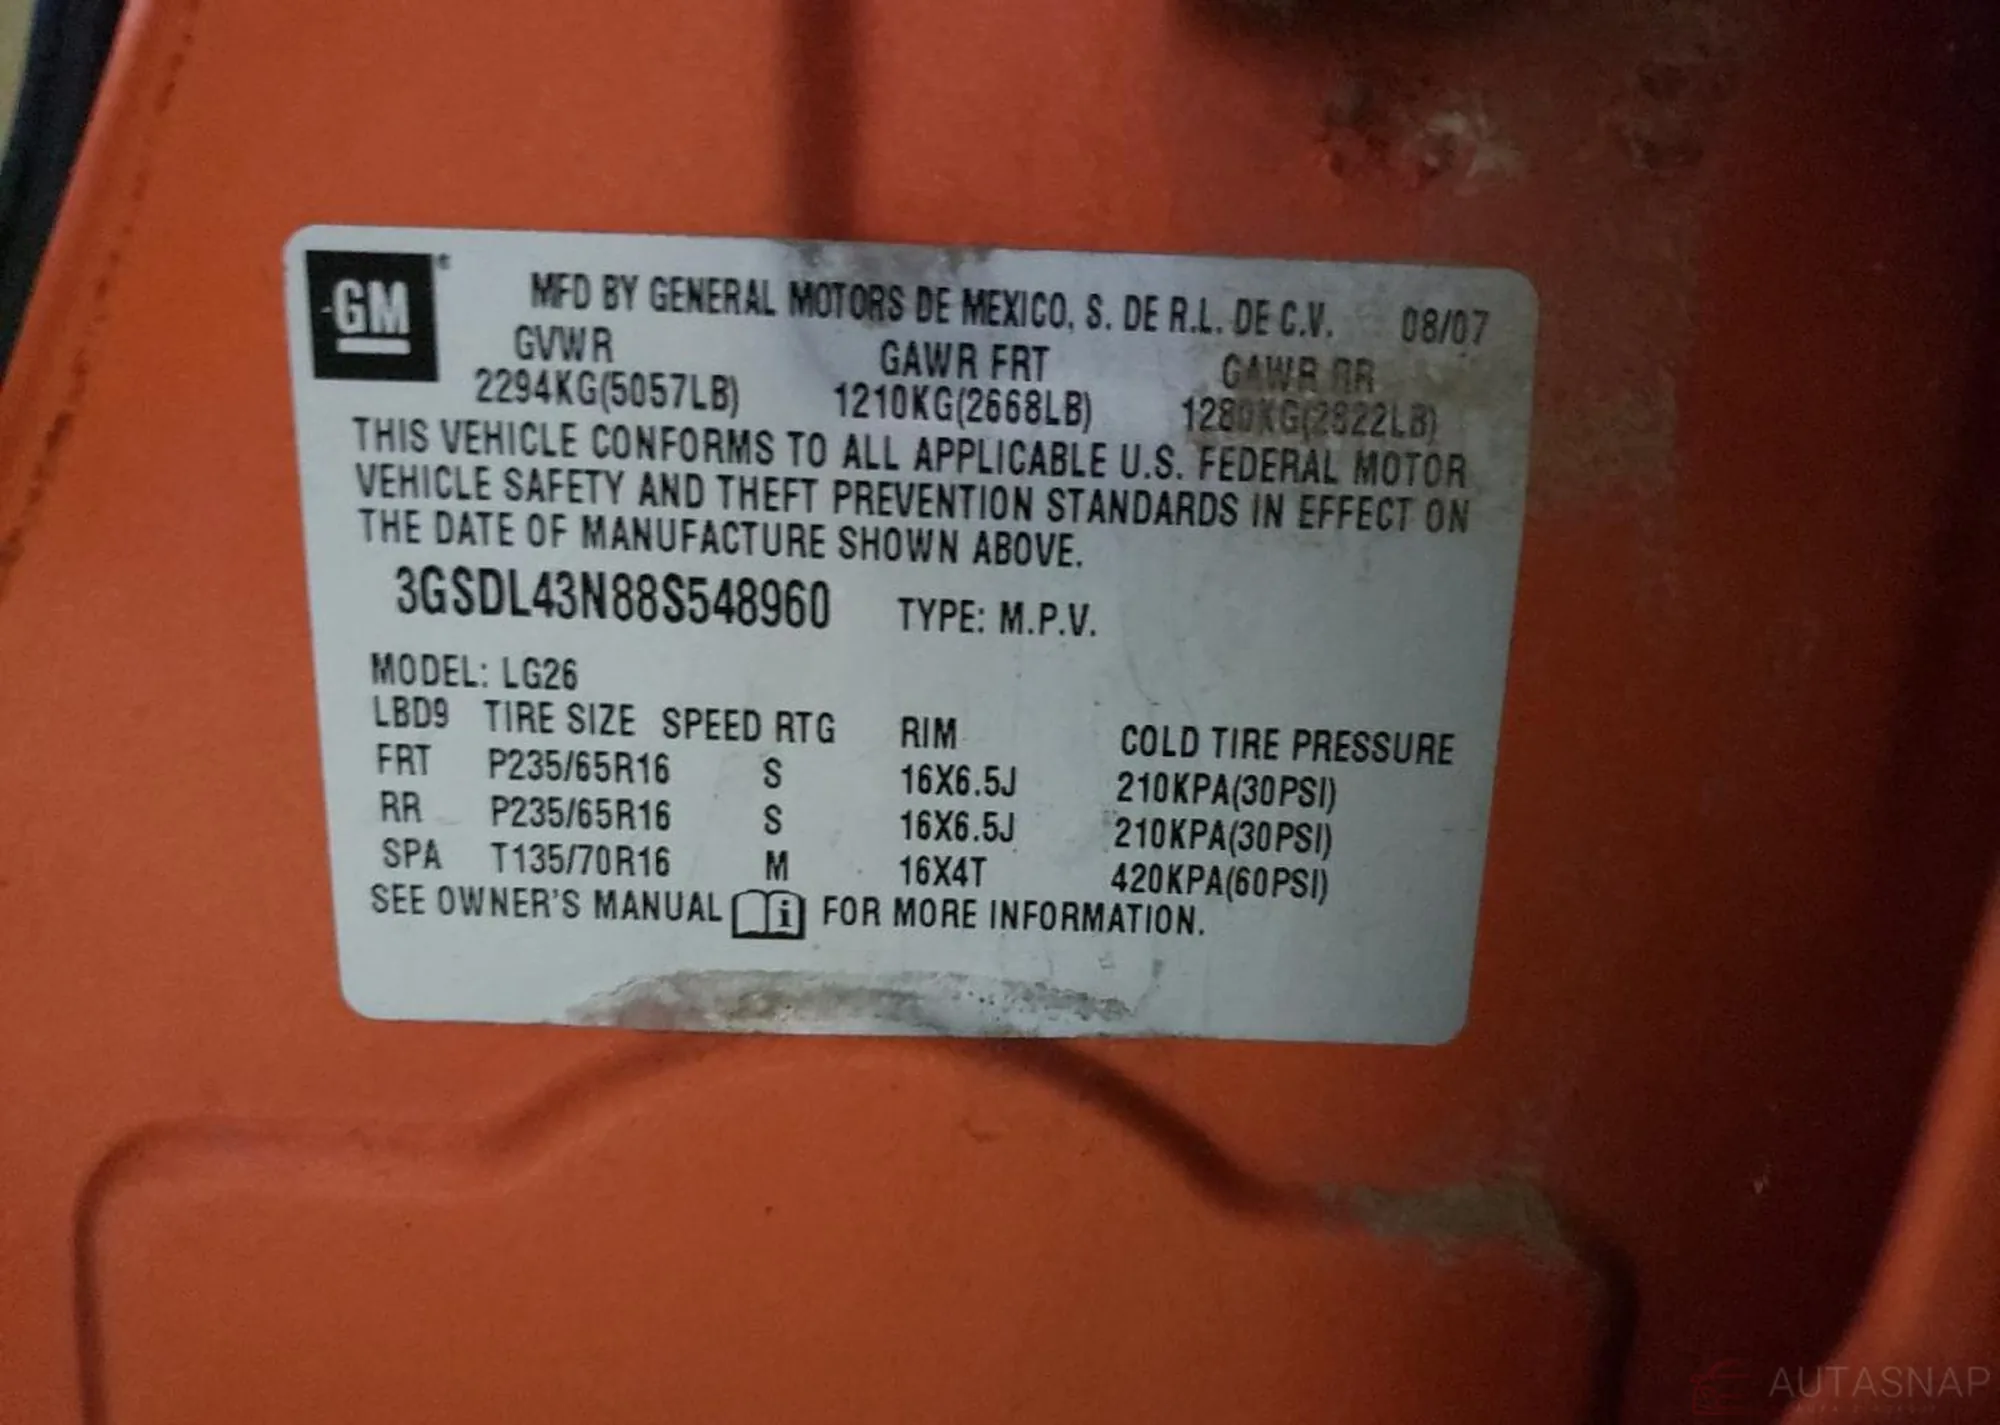 GM
MFD BY GENERAL MOTORS DE MEXICO, S. DE R.L. DE C.V. 08/07
GVWR GAWR FRT GAWR RR
2294KG(5057LB) 1210KG(2668LB) 1280KG(2822LB)
THIS VEHICLE CONFORMS TO ALL APPLICABLE U.S. FEDERAL MOTOR
VEHICLE SAFETY AND THEFT PREVENTION STANDARDS IN EFFECT ON
THE DATE OF MANUFACTURE SHOWN ABOVE.
3GSDL43N88S548960 TYPE: M.P.V.
MODEL: LG26
LBD9 TIRE SIZE SPEED RTG RIM COLD TIRE PRESSURE
FRT P235/65R16 S 16X6.5J 210KPA(30PSI)
RR P235/65R16 S 16X6.5J 210KPA(30PSI)
SPA T135/70R16 M 16X4T 420KPA(60PSI)
SEE OWNER'S MANUAL i FOR MORE INFORMATION.
AUTASNAP